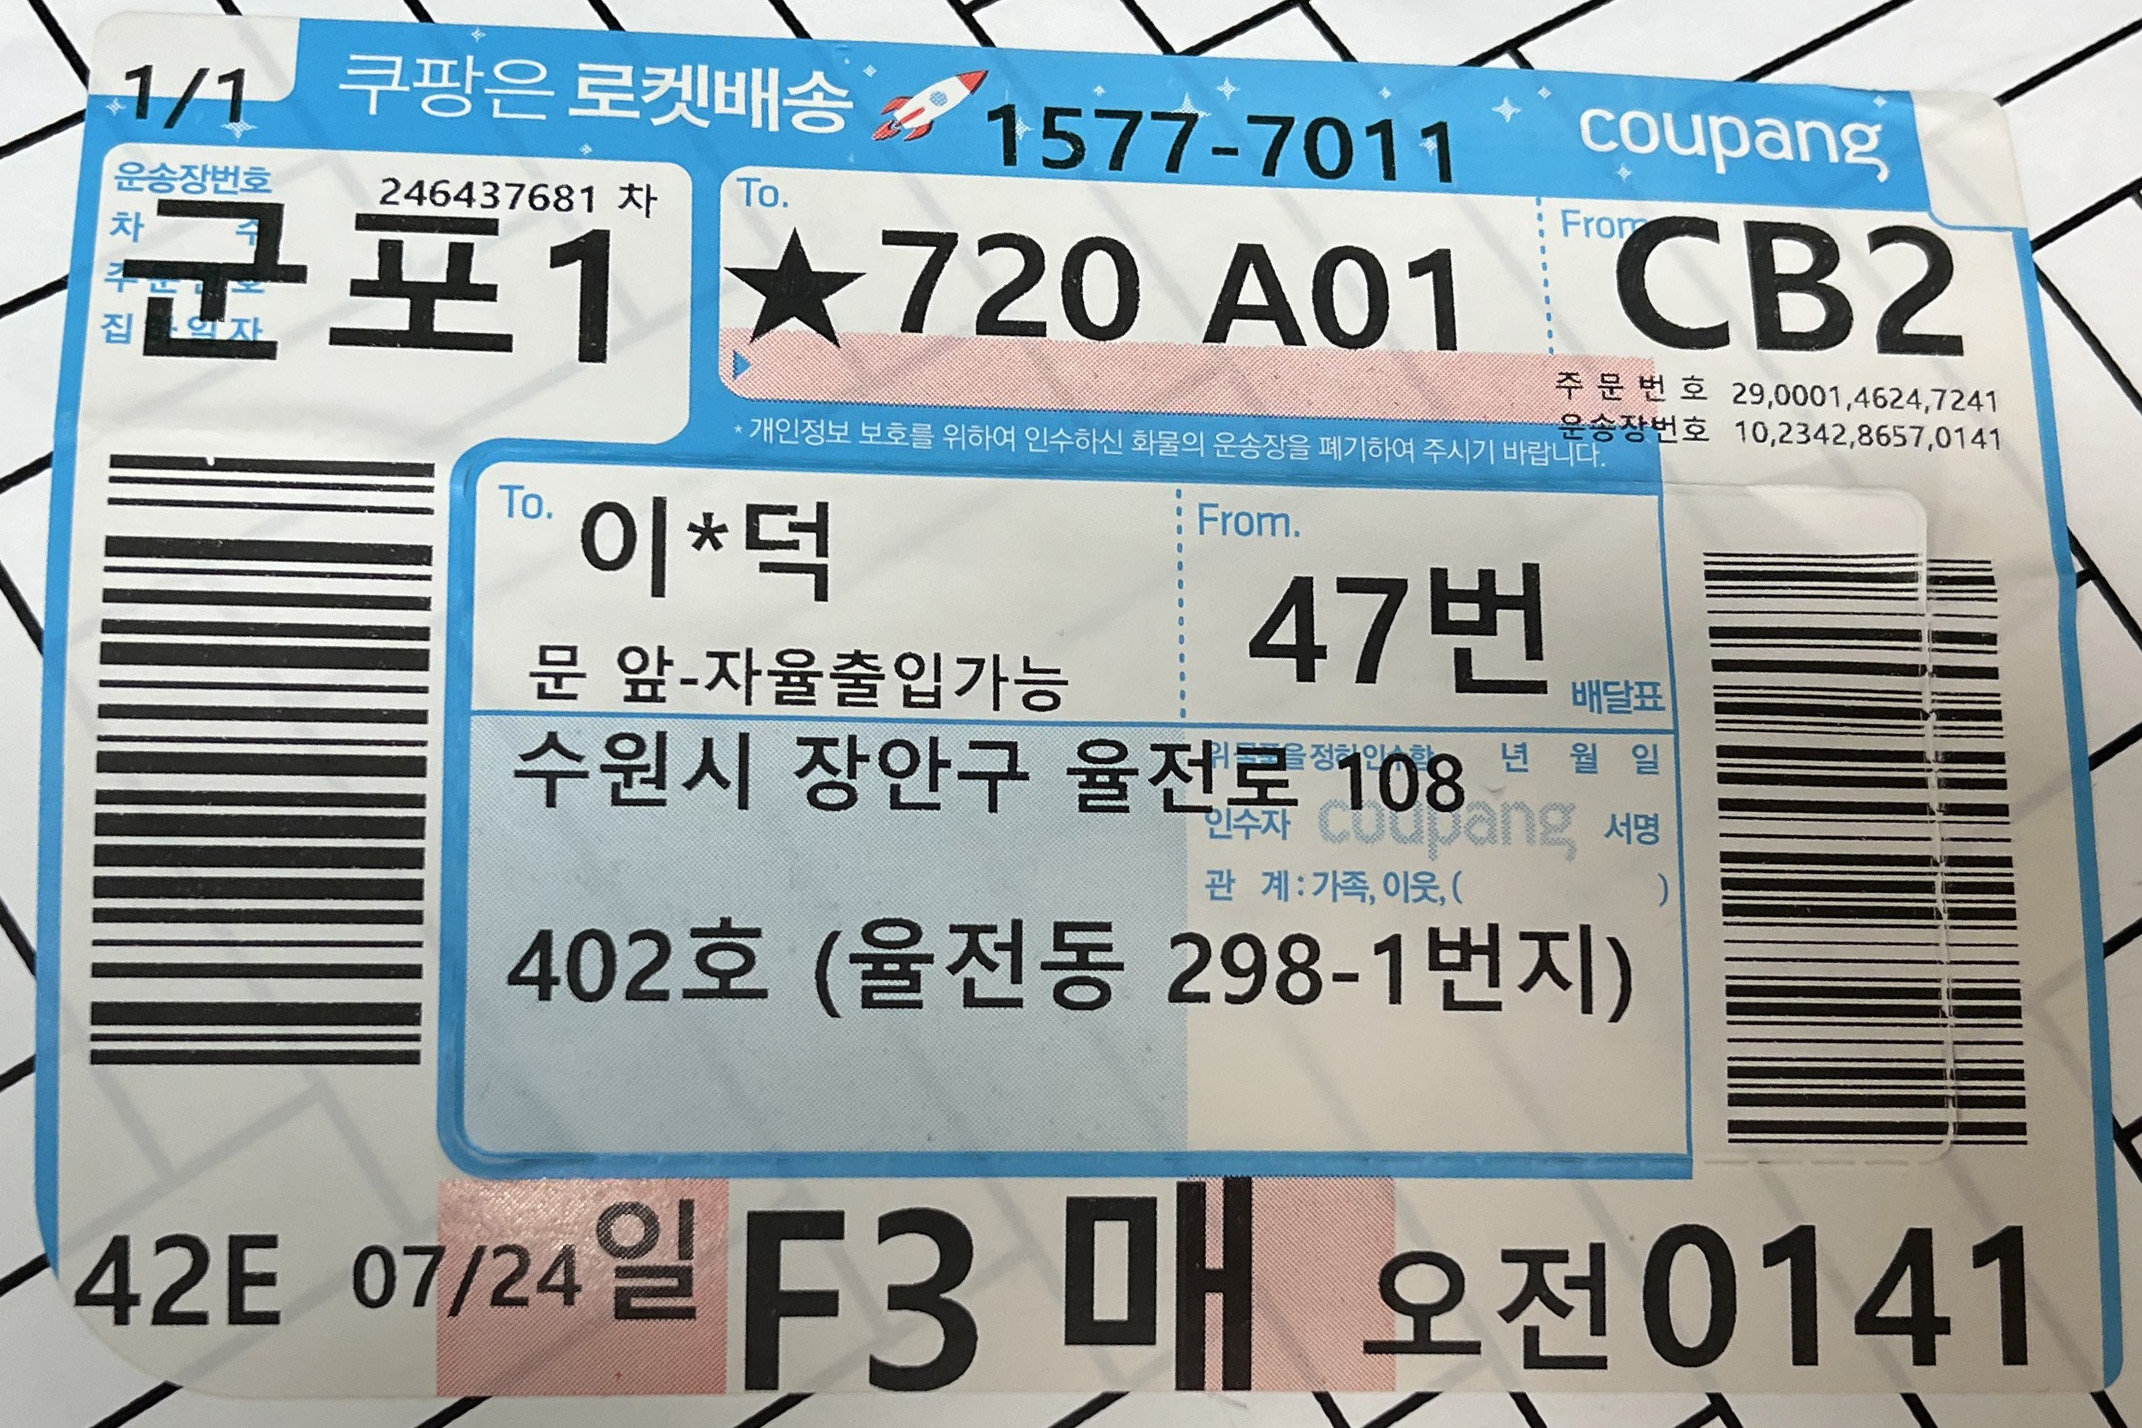 1/1
쿠팡은 로켓배송
1577-7011
coupang
운송장번호
246437681 차
차 수
군포1
집 일자
To.
★720 A01
From
CB2
주 문 번 호 29,0001,4624,7241
운송장번호 10,2342,8657,0141
* 개인정보 보호를 위하여 인수하신 화물의 운송장을 폐기하여 주시기 바랍니다.
To. 이*덕
문 앞-자율출입가능
From.
47번
배달표
수원시 장안구 율전로 108
년 월 일
인수자 coupang 서명
관 계 : 가족, 이웃, ( )
402호 (율전동 298-1번지)
42E 07/24 일 F3 매 오전 0141